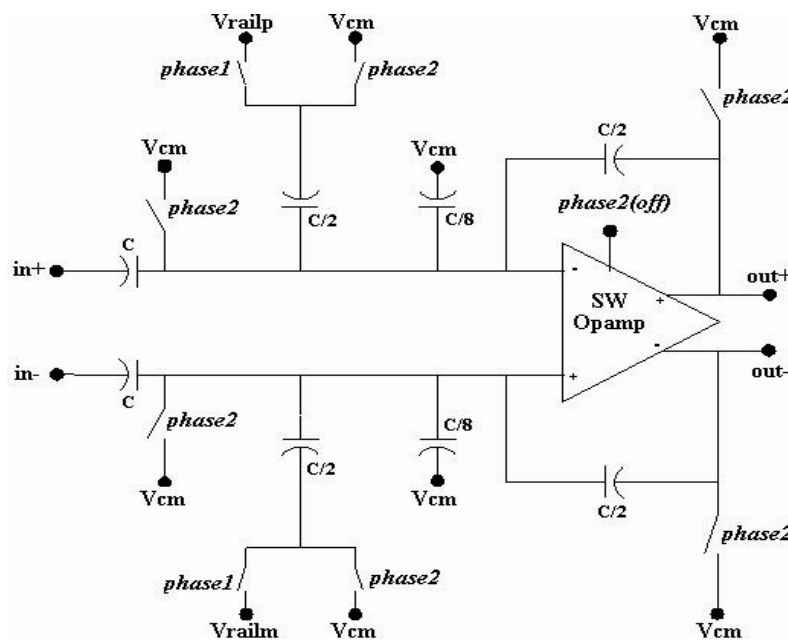 Vrailp
Vcm
Vcm
phase1
phase2
phase2
C/2
Vcm
Vcm
phase2
C/2
C/8
phase2(off)
C
in+
-
SW
Opamp
+
out+
in-
C
+
-
out-
phase2
C/2
C/8
Vcm
Vcm
C/2
phase2
phase1
phase2
Vrailm
Vcm
Vcm